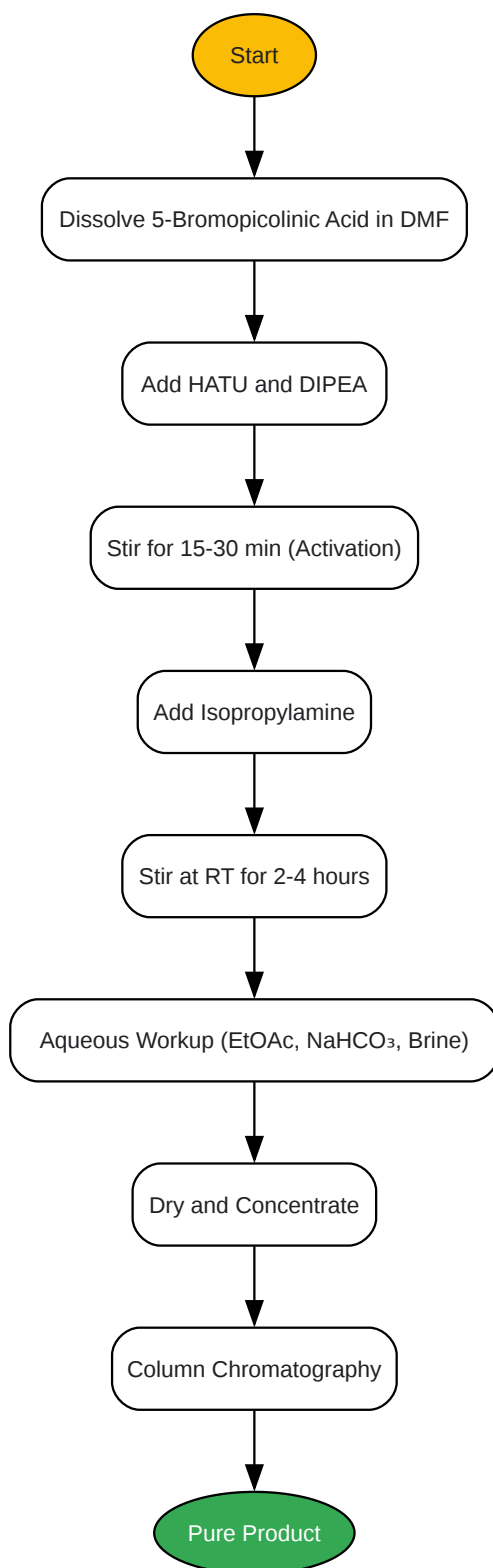 Start
Dissolve 5-Bromopicolinic Acid in DMF
Add HATU and DIPEA
Stir for 15-30 min (Activation)
Add Isopropylamine
Stir at RT for 2-4 hours
Aqueous Workup (EtOAc, NaHCO₃, Brine)
Dry and Concentrate
Column Chromatography
Pure Product